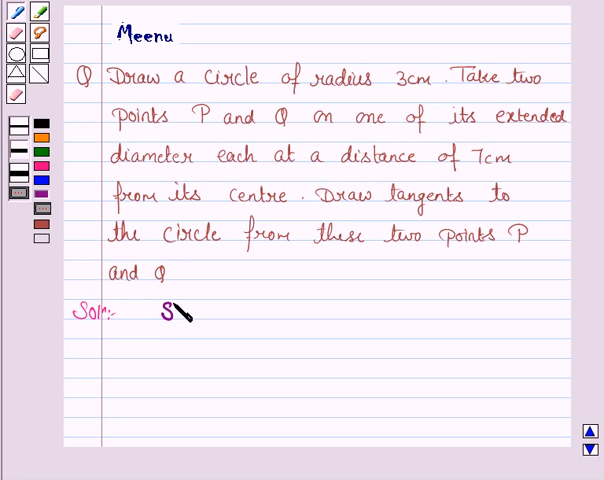 Meenu
Q Draw a circle of radius 3cm. Take two
points P and Q on one of its extended
diameter each at a distance of 7cm
from its centre. Draw tangents to
the circle from these two points P
and Q
Soln:- S